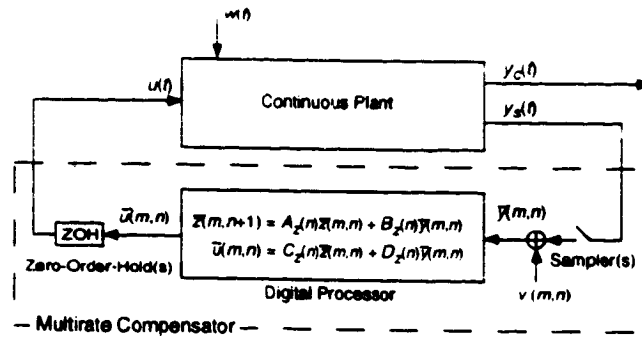 w(t)
u(t)
Continuous Plant
y_c(t)
y_s(t)
ũ(m,n)
ZOH
Zero-Order-Hold(s)
z̄(m,n+1) = A_z(n)z̄(m,n) + B_z(n)ȳ(m,n)
ũ(m,n) = C_z(n)z̄(m,n) + D_z(n)ȳ(m,n)
Digital Processor
ȳ(m,n)
Sampler(s)
v(m,n)
Multirate Compensator